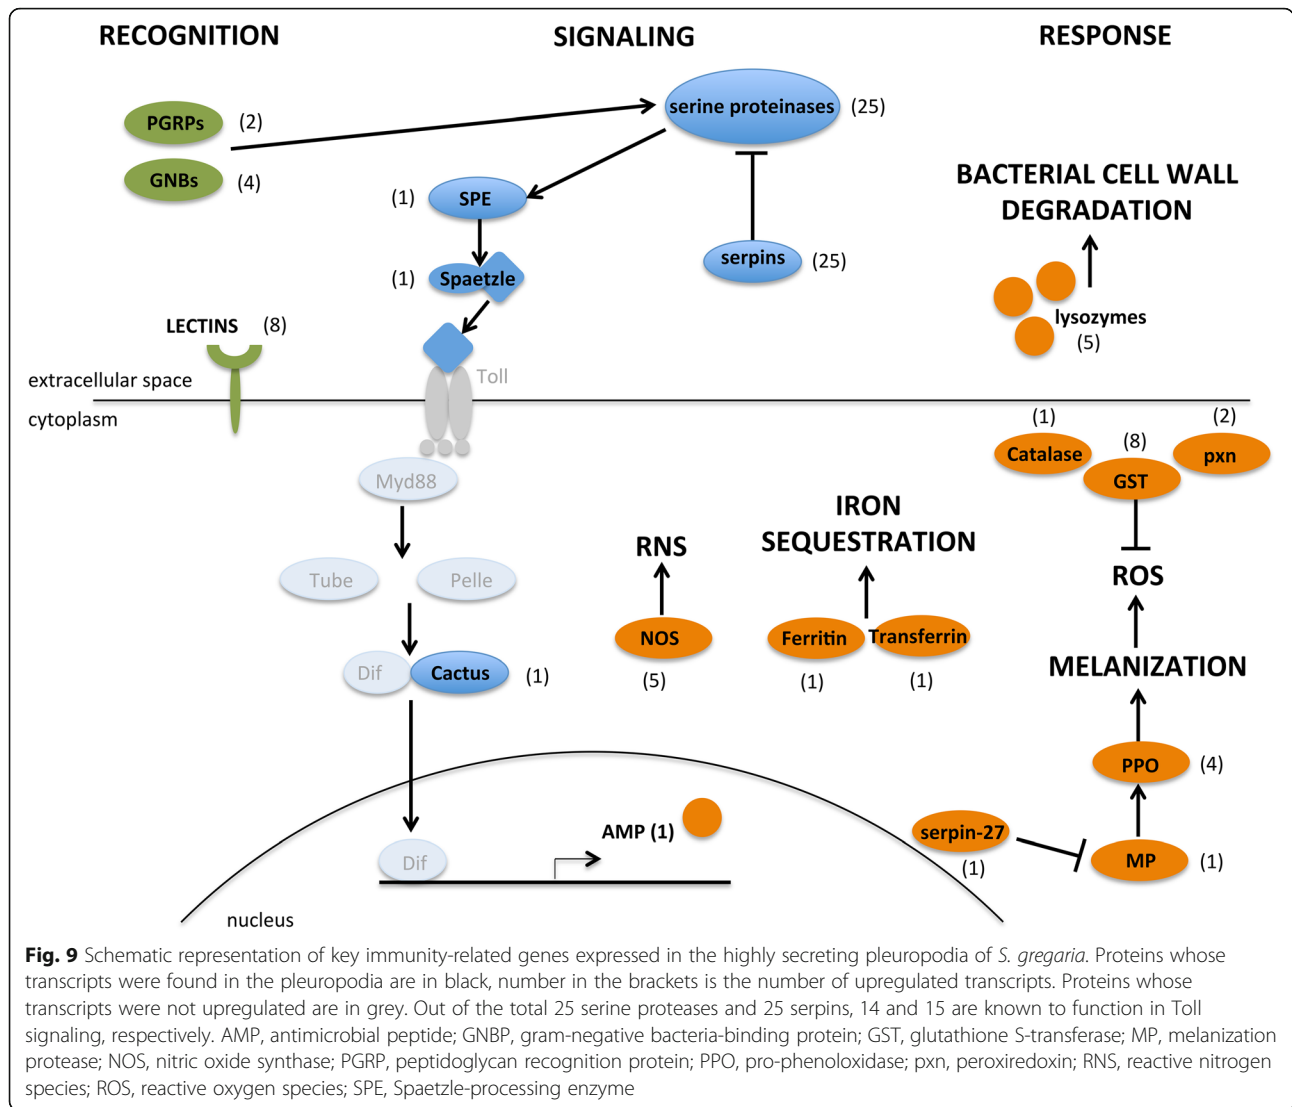 RECOGNITION
SIGNALING
RESPONSE
PGRPs (2)
GNBs (4)
serine proteinases (25)
SPE (1)
Spaetzle (1)
serpins (25)
BACTERIAL CELL WALL
DEGRADATION
lysozymes
(5)
LECTINS (8)
Toll
extracellular space
cytoplasm
(1)
Catalase
(8)
GST
(2)
pxn
Myd88
Tube
Pelle
Dif
Cactus (1)
RNS
NOS
(5)
IRON
SEQUESTRATION
Ferritin
(1)
Transferrin
(1)
ROS
MELANIZATION
PPO (4)
serpin-27
(1)
MP (1)
AMP (1)
Dif
nucleus
Fig. 9 Schematic representation of key immunity-related genes expressed in the highly secreting pleuropodia of S. gregaria. Proteins whose
transcripts were found in the pleuropodia are in black, number in the brackets is the number of upregulated transcripts. Proteins whose
transcripts were not upregulated are in grey. Out of the total 25 serine proteases and 25 serpins, 14 and 15 are known to function in Toll
signaling, respectively. AMP, antimicrobial peptide; GNBP, gram-negative bacteria-binding protein; GST, glutathione S-transferase; MP, melanization
protease; NOS, nitric oxide synthase; PGRP, peptidoglycan recognition protein; PPO, pro-phenoloxidase; pxn, peroxiredoxin; RNS, reactive nitrogen
species; ROS, reactive oxygen species; SPE, Spaetzle-processing enzyme